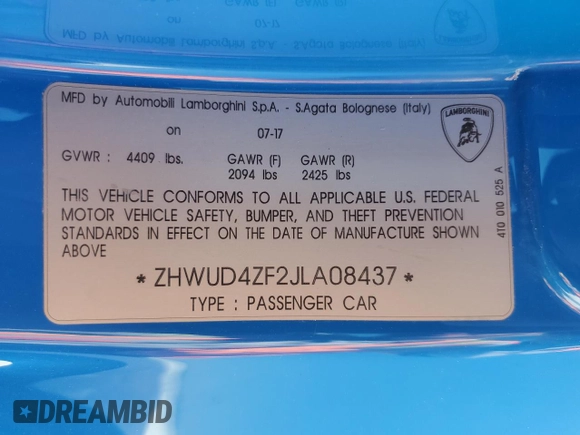 MFD by Automobili Lamborghini S.p.A. - S.Agata Bolognese (Italy)
on 07-17
LAMBORGHINI
GVWR : 4409 lbs. GAWR (F) GAWR (R)
2094 lbs 2425 lbs
THIS VEHICLE CONFORMS TO ALL APPLICABLE U.S. FEDERAL
MOTOR VEHICLE SAFETY, BUMPER, AND THEFT PREVENTION
STANDARDS IN EFFECT ON THE DATE OF MANUFACTURE SHOWN
ABOVE
* ZHWUD4ZF2JLA08437 *
TYPE : PASSENGER CAR
4T0 010 525 A
DREAMBID